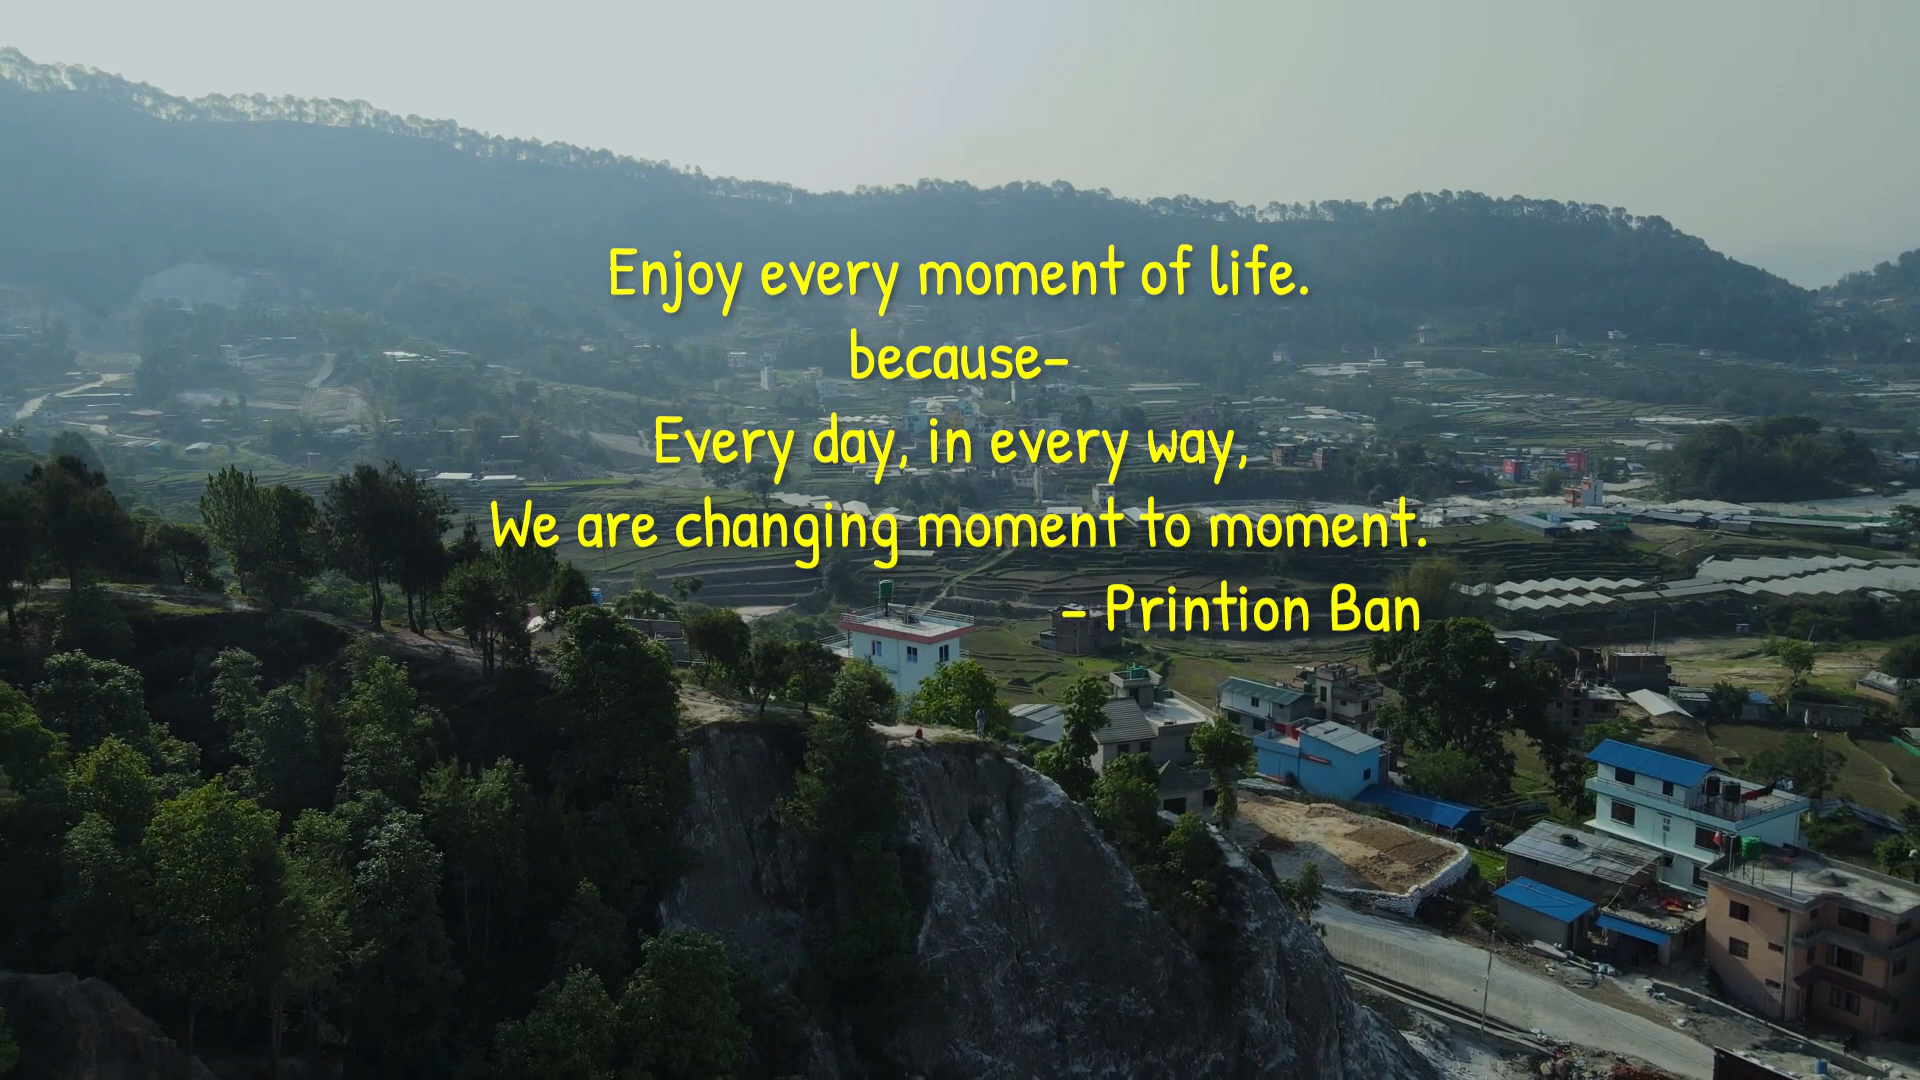 Enjoy every moment of life.
because-
Every day, in every way,
We are changing moment to moment.
- Printion Ban